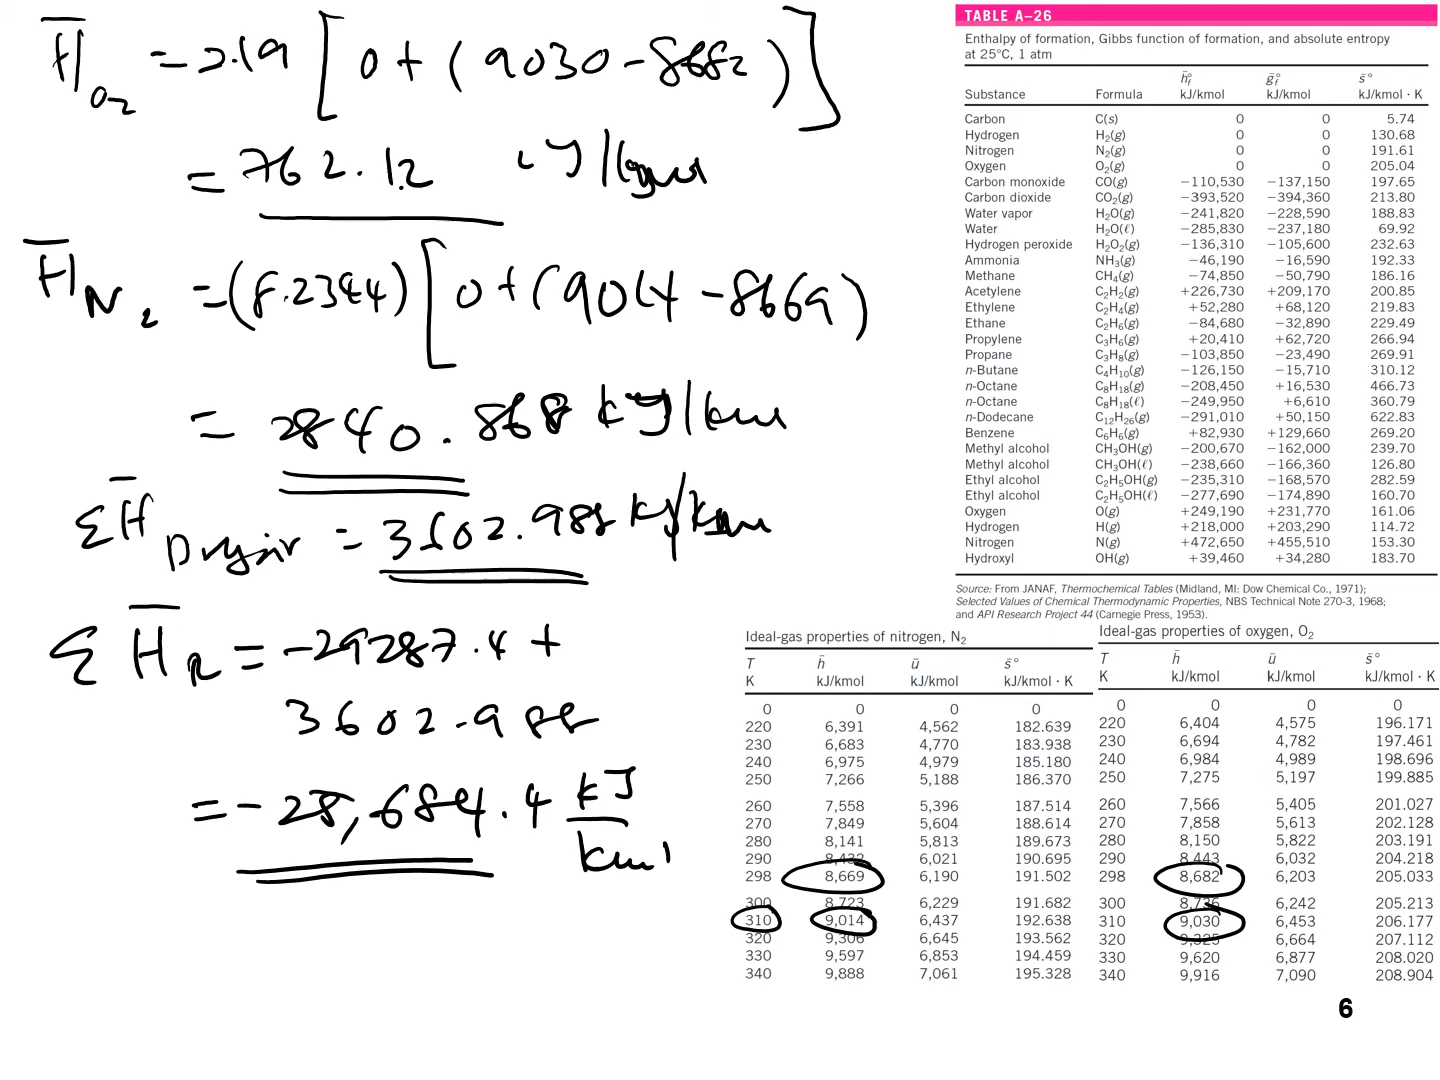 H̅O2 = 2.19 [ 0 + ( 9030 - 8682 ) ]
= 762.12 kJ/kgmol
H̅N2 = (8.2344) [ 0 + ( 9014 - 8669 )
= 2840.868 kJ/kmol
ΣH̅ Dry air = 3602.988 kJ/kmol
ΣH̅R = -29287.4 +
3602.988
= - 28,684.4 kJ/kmol
TABLE A–26
Enthalpy of formation, Gibbs function of formation, and absolute entropy
at 25°C, 1 atm
h̅°f g̅°f s̅°
Substance Formula kJ/kmol kJ/kmol kJ/kmol · K
Carbon C(s) 0 0 5.74
Hydrogen H2(g) 0 0 130.68
Nitrogen N2(g) 0 0 191.61
Oxygen O2(g) 0 0 205.04
Carbon monoxide CO(g) −110,530 −137,150 197.65
Carbon dioxide CO2(g) −393,520 −394,360 213.80
Water vapor H2O(g) −241,820 −228,590 188.83
Water H2O(ℓ) −285,830 −237,180 69.92
Hydrogen peroxide H2O2(g) −136,310 −105,600 232.63
Ammonia NH3(g) −46,190 −16,590 192.33
Methane CH4(g) −74,850 −50,790 186.16
Acetylene C2H2(g) +226,730 +209,170 200.85
Ethylene C2H4(g) +52,280 +68,120 219.83
Ethane C2H6(g) −84,680 −32,890 229.49
Propylene C3H6(g) +20,410 +62,720 266.94
Propane C3H8(g) −103,850 −23,490 269.91
n-Butane C4H10(g) −126,150 −15,710 310.12
n-Octane C8H18(g) −208,450 +16,530 466.73
n-Octane C8H18(ℓ) −249,950 +6,610 360.79
n-Dodecane C12H26(g) −291,010 +50,150 622.83
Benzene C6H6(g) +82,930 +129,660 269.20
Methyl alcohol CH3OH(g) −200,670 −162,000 239.70
Methyl alcohol CH3OH(ℓ) −238,660 −166,360 126.80
Ethyl alcohol C2H5OH(g) −235,310 −168,570 282.59
Ethyl alcohol C2H5OH(ℓ) −277,690 −174,890 160.70
Oxygen O(g) +249,190 +231,770 161.06
Hydrogen H(g) +218,000 +203,290 114.72
Nitrogen N(g) +472,650 +455,510 153.30
Hydroxyl OH(g) +39,460 +34,280 183.70
Source: From JANAF, Thermochemical Tables (Midland, MI: Dow Chemical Co., 1971);
Selected Values of Chemical Thermodynamic Properties, NBS Technical Note 270-3, 1968;
and API Research Project 44 (Carnegie Press, 1953).
Ideal-gas properties of nitrogen, N2
T h̅ u̅ s̅°
K kJ/kmol kJ/kmol kJ/kmol · K
0 0 0 0
220 6,391 4,562 182.639
230 6,683 4,770 183.938
240 6,975 4,979 185.180
250 7,266 5,188 186.370
260 7,558 5,396 187.514
270 7,849 5,604 188.614
280 8,141 5,813 189.673
290 8,432 6,021 190.695
298 8,669 6,190 191.502
300 8,723 6,229 191.682
310 9,014 6,437 192.638
320 9,306 6,645 193.562
330 9,597 6,853 194.459
340 9,888 7,061 195.328
Ideal-gas properties of oxygen, O2
T h̅ u̅ s̅°
K kJ/kmol kJ/kmol kJ/kmol · K
0 0 0 0
220 6,404 4,575 196.171
230 6,694 4,782 197.461
240 6,984 4,989 198.696
250 7,275 5,197 199.885
260 7,566 5,405 201.027
270 7,858 5,613 202.128
280 8,150 5,822 203.191
290 8,443 6,032 204.218
298 8,682 6,203 205.033
300 8,736 6,242 205.213
310 9,030 6,453 206.177
320 9,325 6,664 207.112
330 9,620 6,877 208.020
340 9,916 7,090 208.904
6